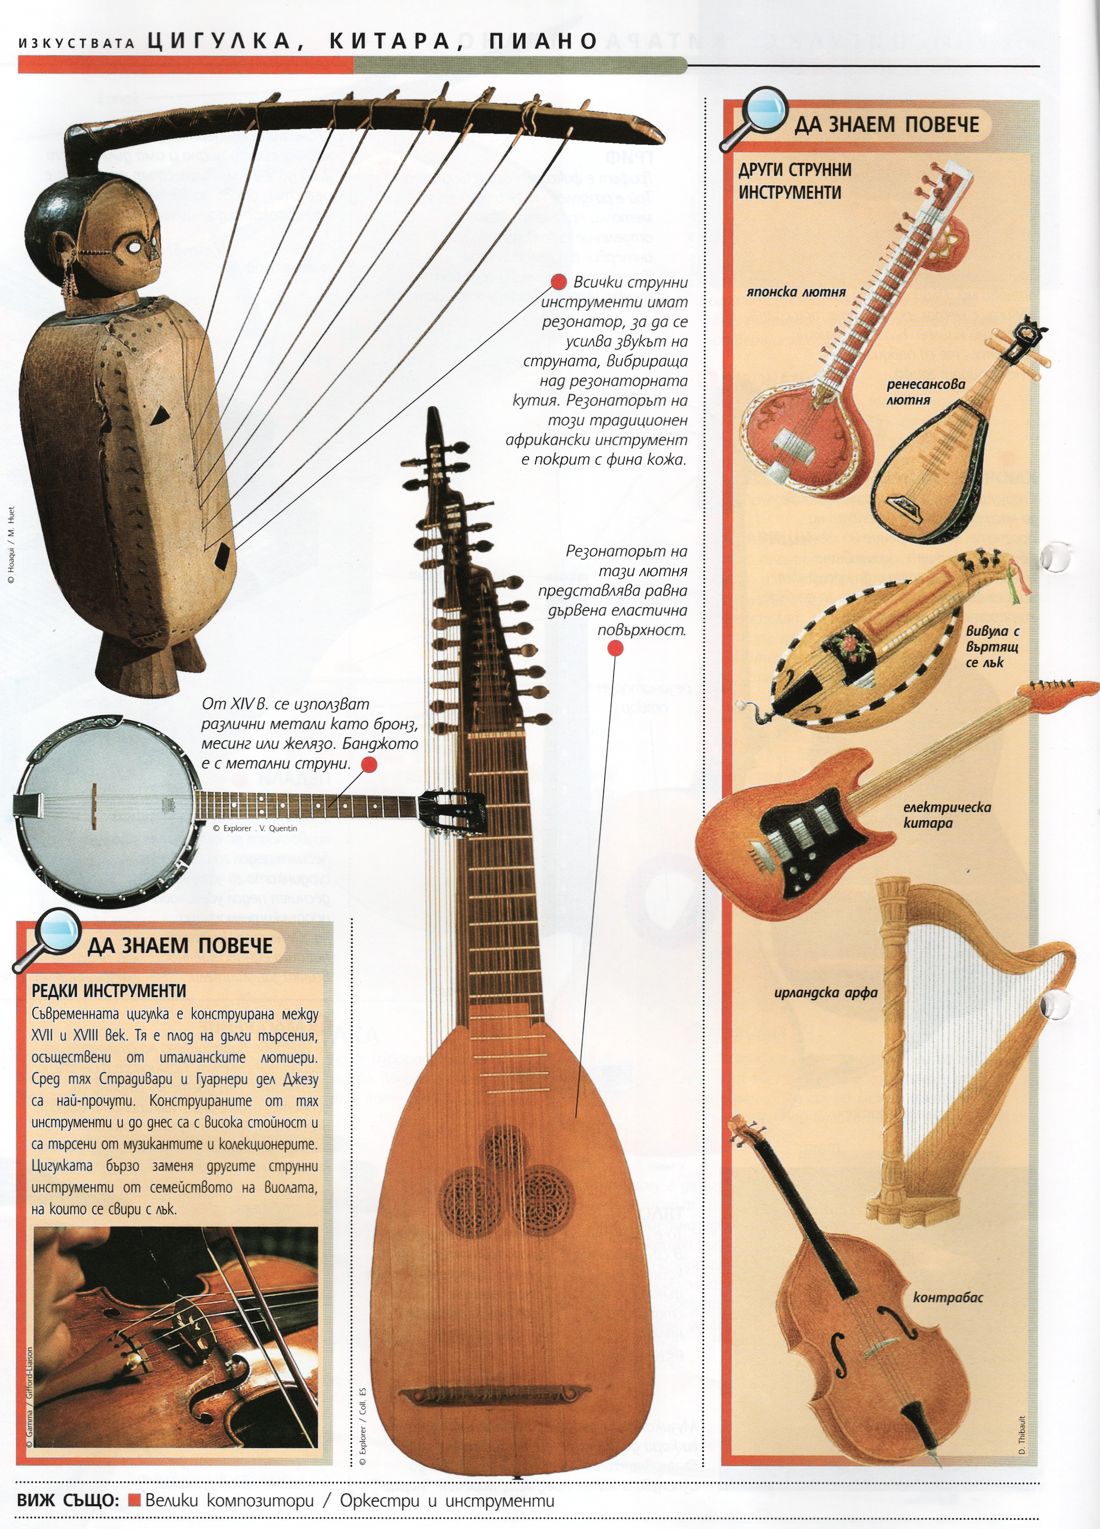 ИЗКУСТВАТА ЦИГУЛКА, КИТАРА, ПИАНО
Всички струнни
инструменти имат
резонатор, за да се
усилва звукът на
струната, вибрираща
над резонаторната
кутия. Резонаторът на
този традиционен
африкански инструмент
е покрит с фина кожа.
© Hoaqui / M. Huet
Резонаторът на
тази лютня
представлява равна
дървена еластична
повърхност.
От XIV в. се използват
различни метали като бронз,
месинг или желязо. Банджото
е с метални струни.
© Explorer . V. Quentin
ДА ЗНАЕМ ПОВЕЧЕ
РЕДКИ ИНСТРУМЕНТИ
Съвременната цигулка е конструирана между
XVII и XVIII век. Тя е плод на дълги търсения,
осъществени от италианските лютиери.
Сред тях Страдивари и Гуарнери дел Джезу
са най-прочути. Конструираните от тях
инструменти и до днес са с висока стойност и
са търсени от музикантите и колекционерите.
Цигулката бързо заменя другите струнни
инструменти от семейството на виолата,
на които се свири с лък.
© Gamma / Gifford-Liaison
© Explorer / Coll. ES
ДА ЗНАЕМ ПОВЕЧЕ
ДРУГИ СТРУННИ
ИНСТРУМЕНТИ
японска лютня
ренесансова
лютня
вивула с
въртящ
се лък
електрическа
китара
ирландска арфа
контрабас
D. Thibault
ВИЖ СЪЩО: Велики композитори / Оркестри и инструменти